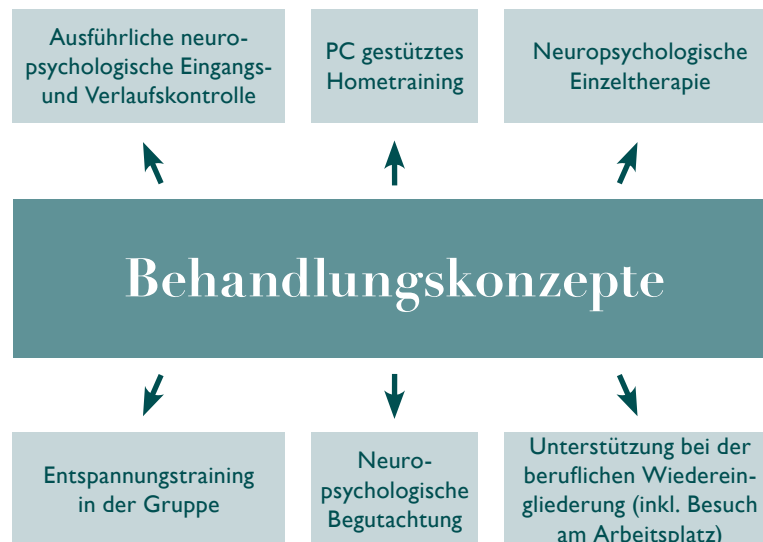 Ausführliche neuro-
psychologische Eingangs-
und Verlaufskontrolle
PC gestütztes
Hometraining
Neuropsychologische
Einzeltherapie
Behandlungskonzepte
Entspannungstraining
in der Gruppe
Neuro-
psychologische
Begutachtung
Unterstützung bei der
beruflichen Wiederein-
gliederung (inkl. Besuch
am Arbeitsplatz)